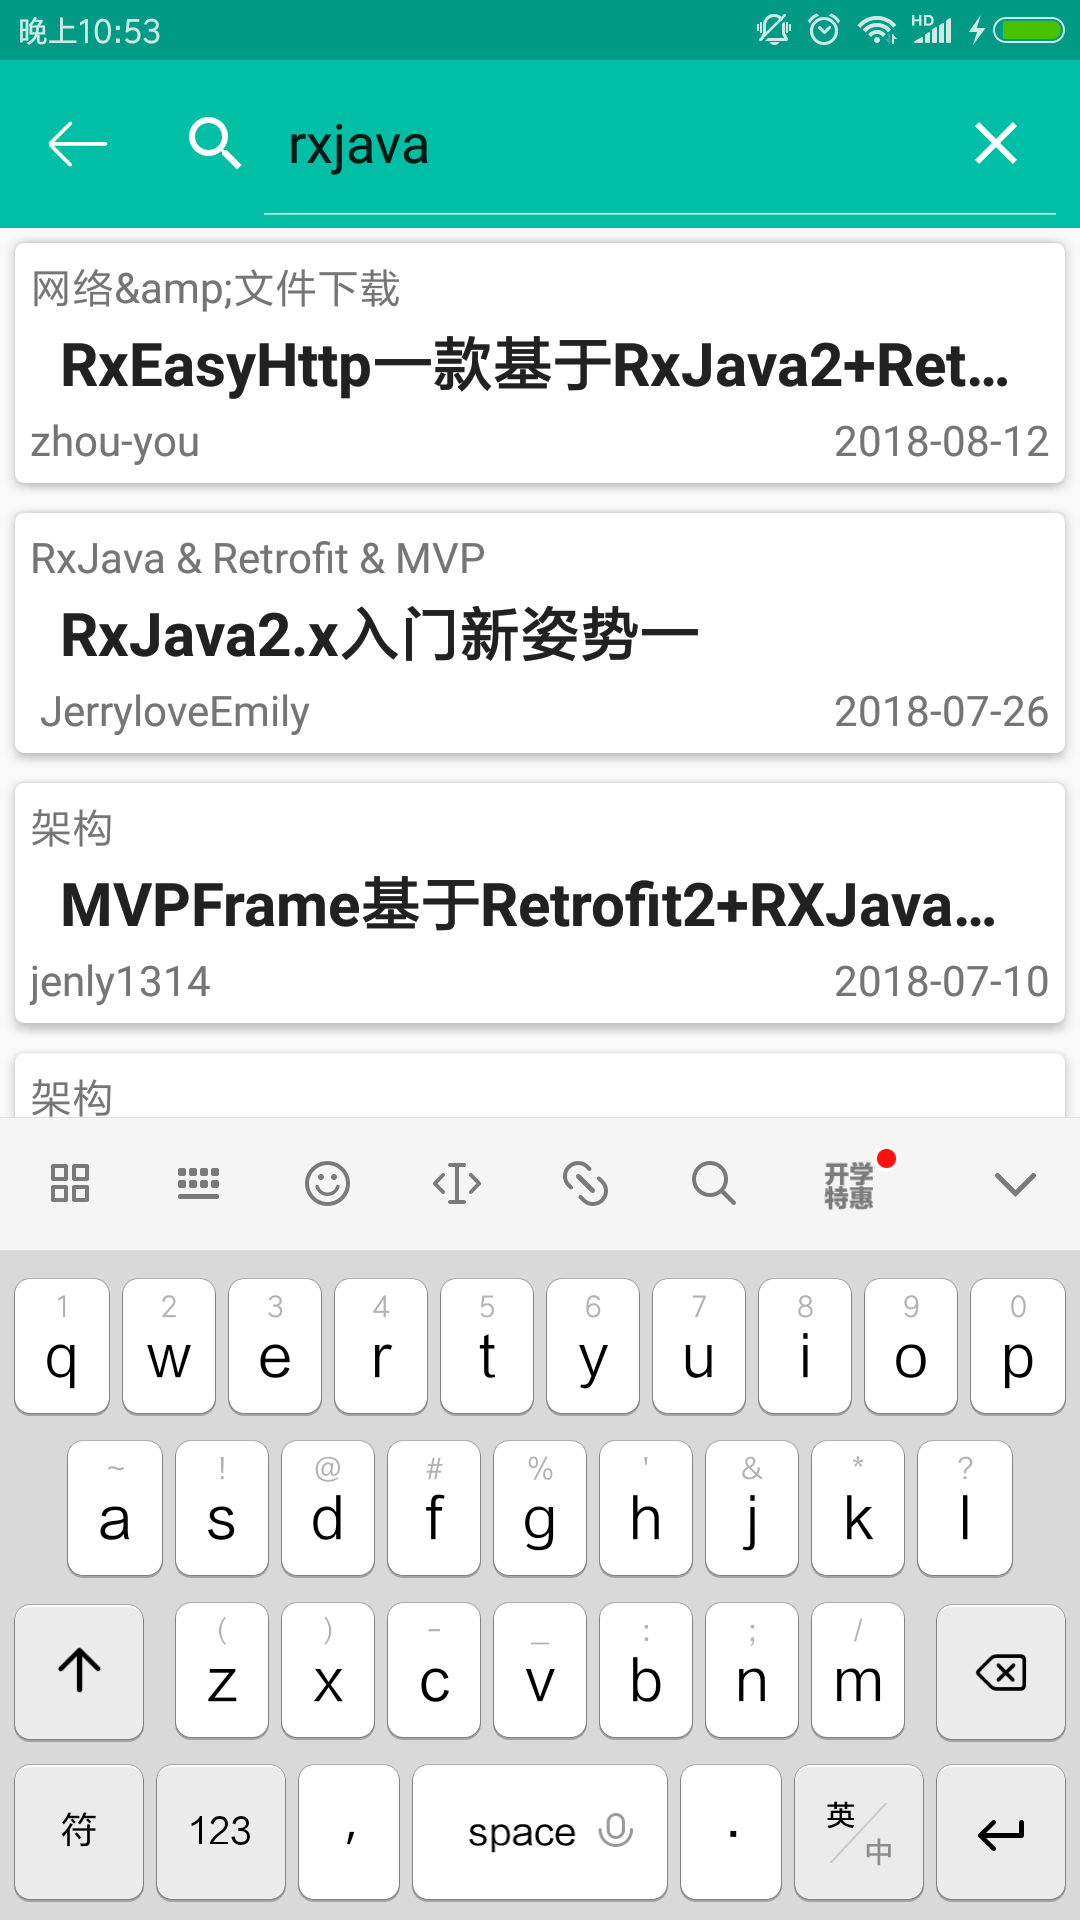 晚上10:53
HD
rxjava
网络&amp;文件下载
RxEasyHttp一款基于RxJava2+Ret...
zhou-you 2018-08-12
RxJava & Retrofit & MVP
RxJava2.x入门新姿势一
JerryloveEmily 2018-07-26
架构
MVPFrame基于Retrofit2+RXJava...
jenly1314 2018-07-10
架构
开学
特惠
1 2 3 4 5 6 7 8 9 0
q w e r t y u i o p
~ ! @ # % ' & * ?
a s d f g h j k l
( ) - _ : ; /
z x c v b n m
符 123 , space . 英/中